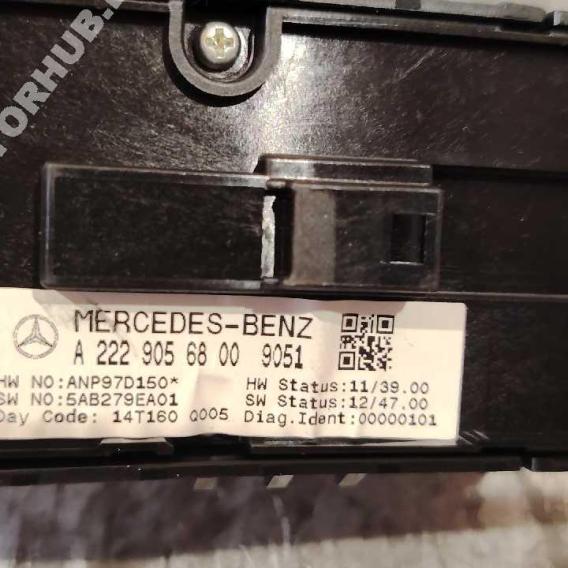 TORHUB.
MERCEDES-BENZ
A 222 905 68 00 9051
HW NO:ANP97D150* HW Status:11/39.00
SW NO:5AB279EA01 SW Status:12/47.00
Day Code: 14T160 Q005 Diag.Ident:00000101